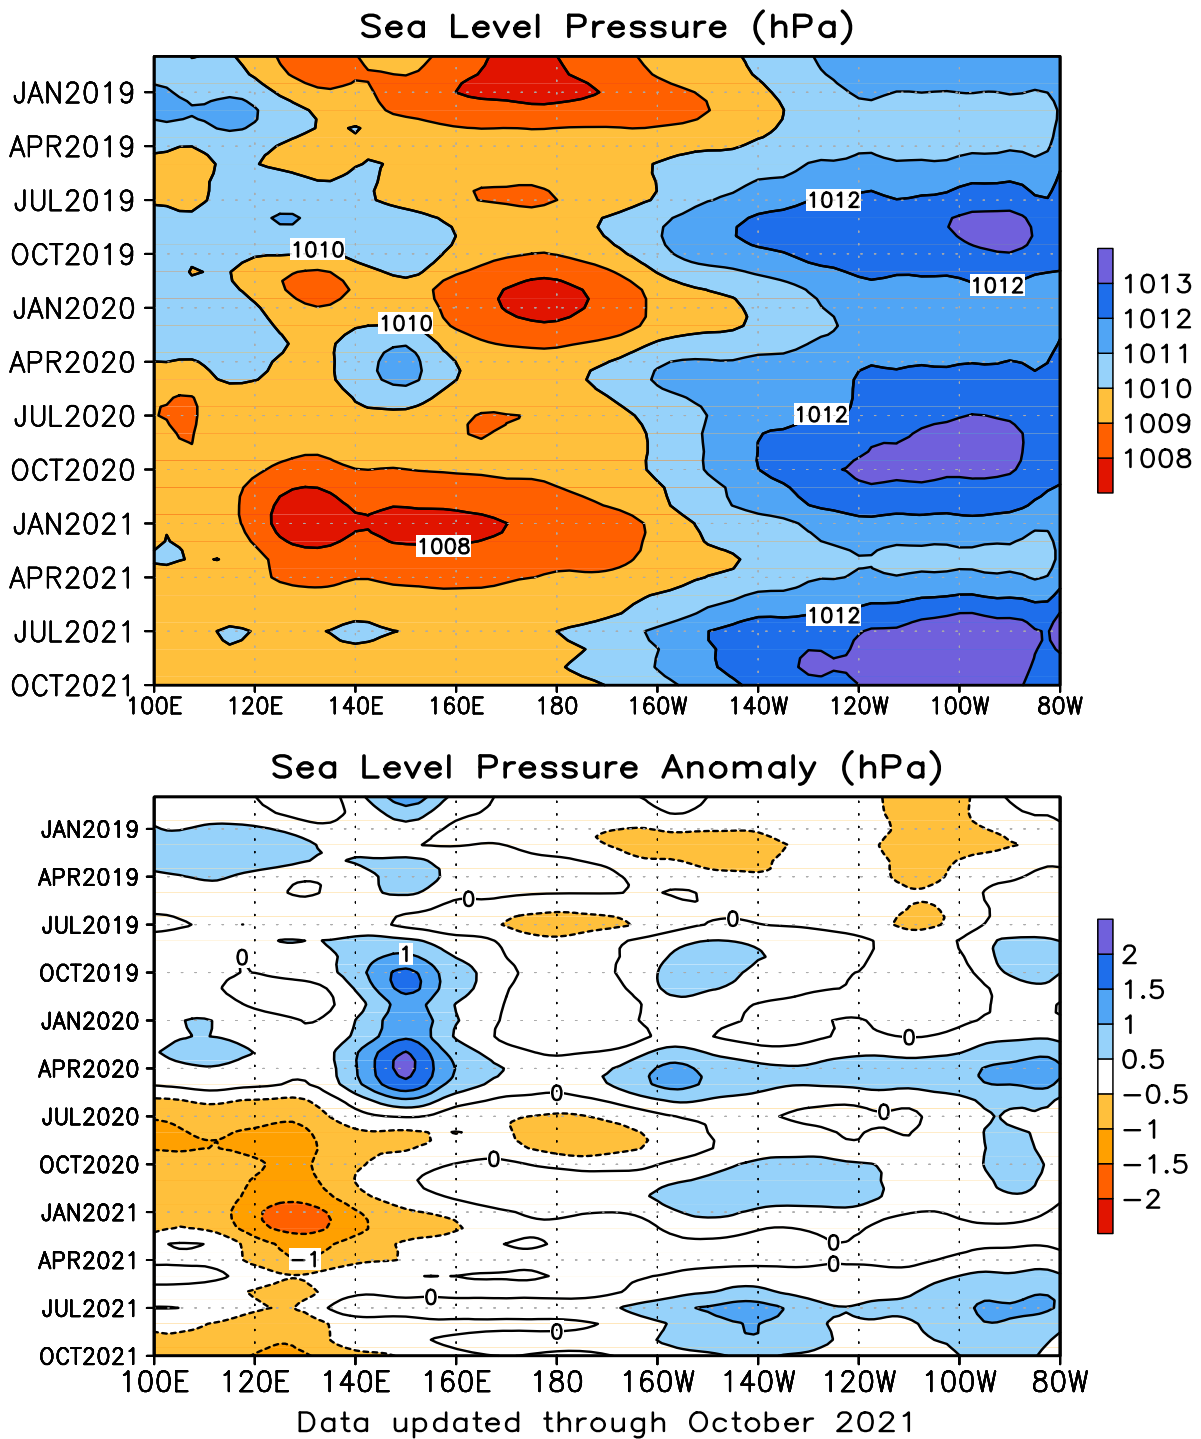 Sea Level Pressure (hPa)
JAN2019
APR2019
JUL2019
OCT2019
JAN2020
APR2020
JUL2020
OCT2020
JAN2021
APR2021
JUL2021
OCT2021
1012
1010
1012
1010
1012
1008
1012
100E 120E 140E 160E 180 160W 140W 120W 100W 80W
1013
1012
1011
1010
1009
1008
Sea Level Pressure Anomaly (hPa)
JAN2019
APR2019
JUL2019
OCT2019
JAN2020
APR2020
JUL2020
OCT2020
JAN2021
APR2021
JUL2021
OCT2021
0
0
0
1
0
0
0
0
0
-1
0
0
0
100E 120E 140E 160E 180 160W 140W 120W 100W 80W
2
1.5
1
0.5
-0.5
-1
-1.5
-2
Data updated through October 2021